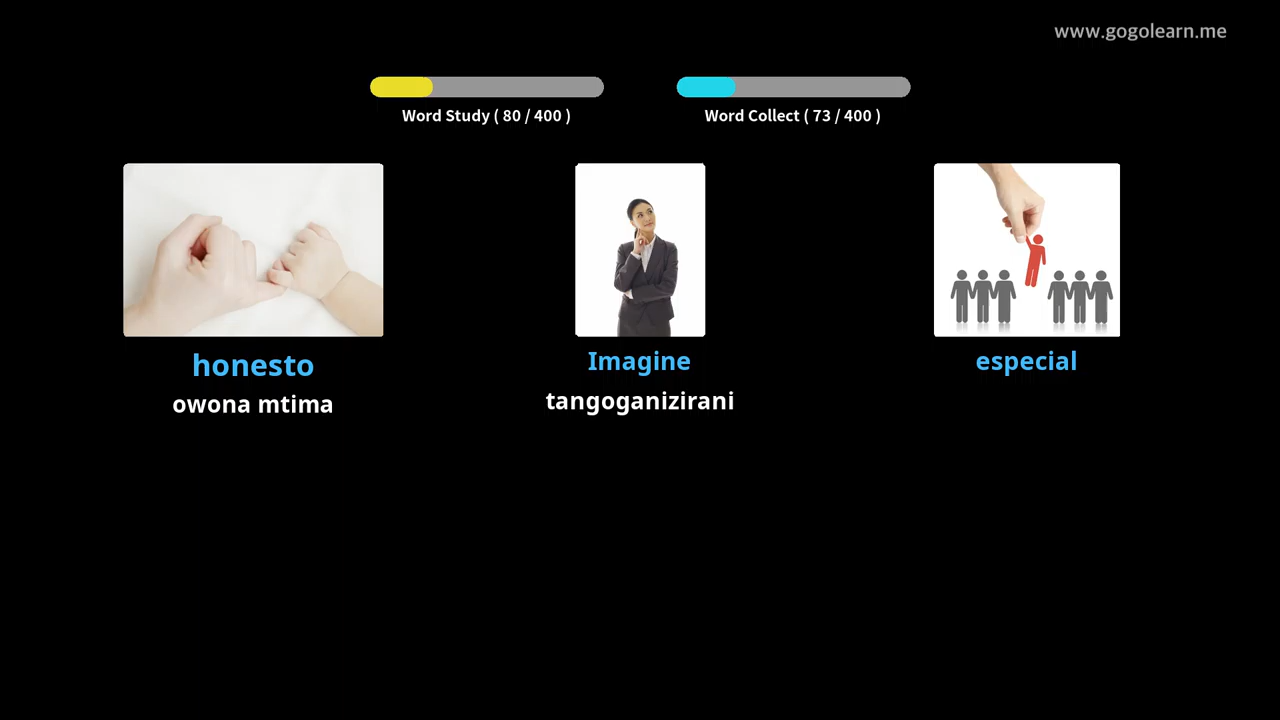 www.gogolearn.me
Word Study ( 80 / 400 )
Word Collect ( 73 / 400 )
honesto
owona mtima
Imagine
tangoganizirani
especial